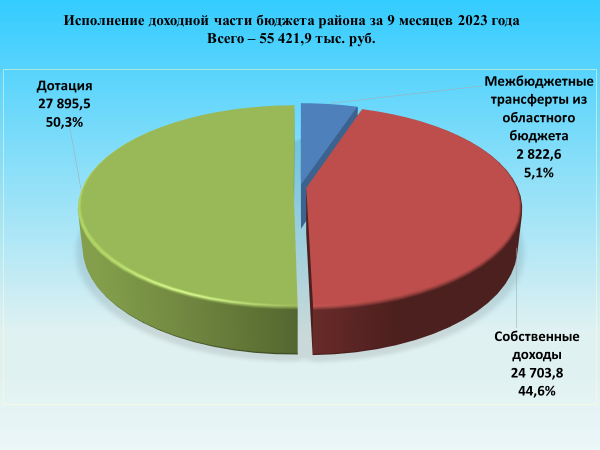 Исполнение доходной части бюджета района за 9 месяцев 2023 года
Всего – 55 421,9 тыс. руб.
Дотация
27 895,5
50,3%
Межбюджетные
трансферты из
областного
бюджета
2 822,6
5,1%
Собственные
доходы
24 703,8
44,6%